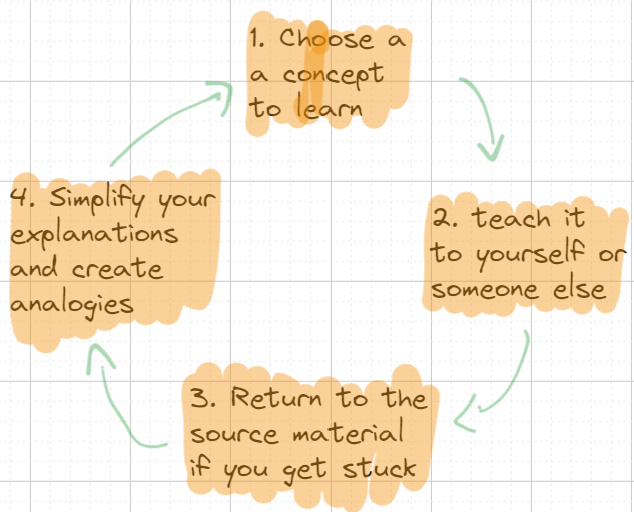 1. Choose a
a concept
to learn
2. teach it
to yourself or
someone else
3. Return to the
source material
if you get stuck
4. Simplify your
explanations
and create
analogies